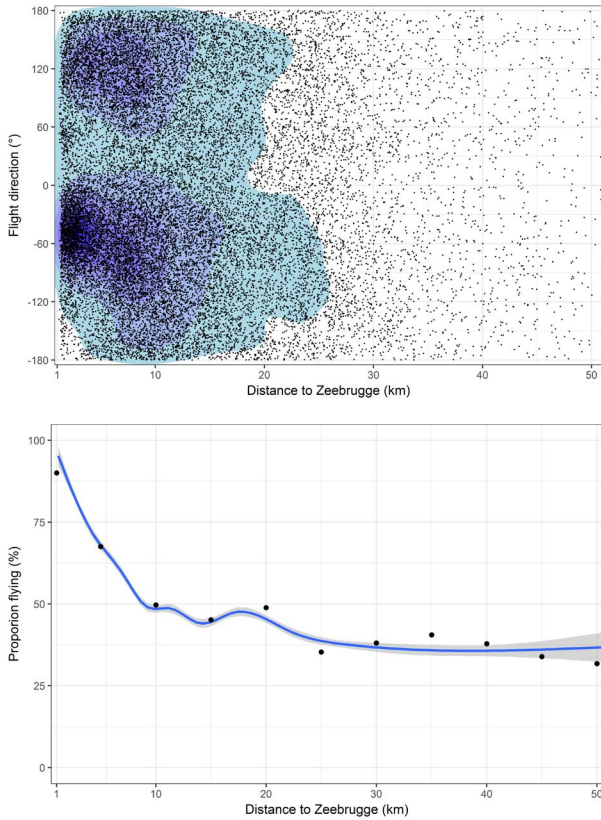 180
120
60
0
-60
-120
-180
Flight direction (°)
1 10 20 30 40 50
Distance to Zeebrugge (km)
100
75
50
25
0
Proporion flying (%)
1 10 20 30 40 50
Distance to Zeebrugge (km)